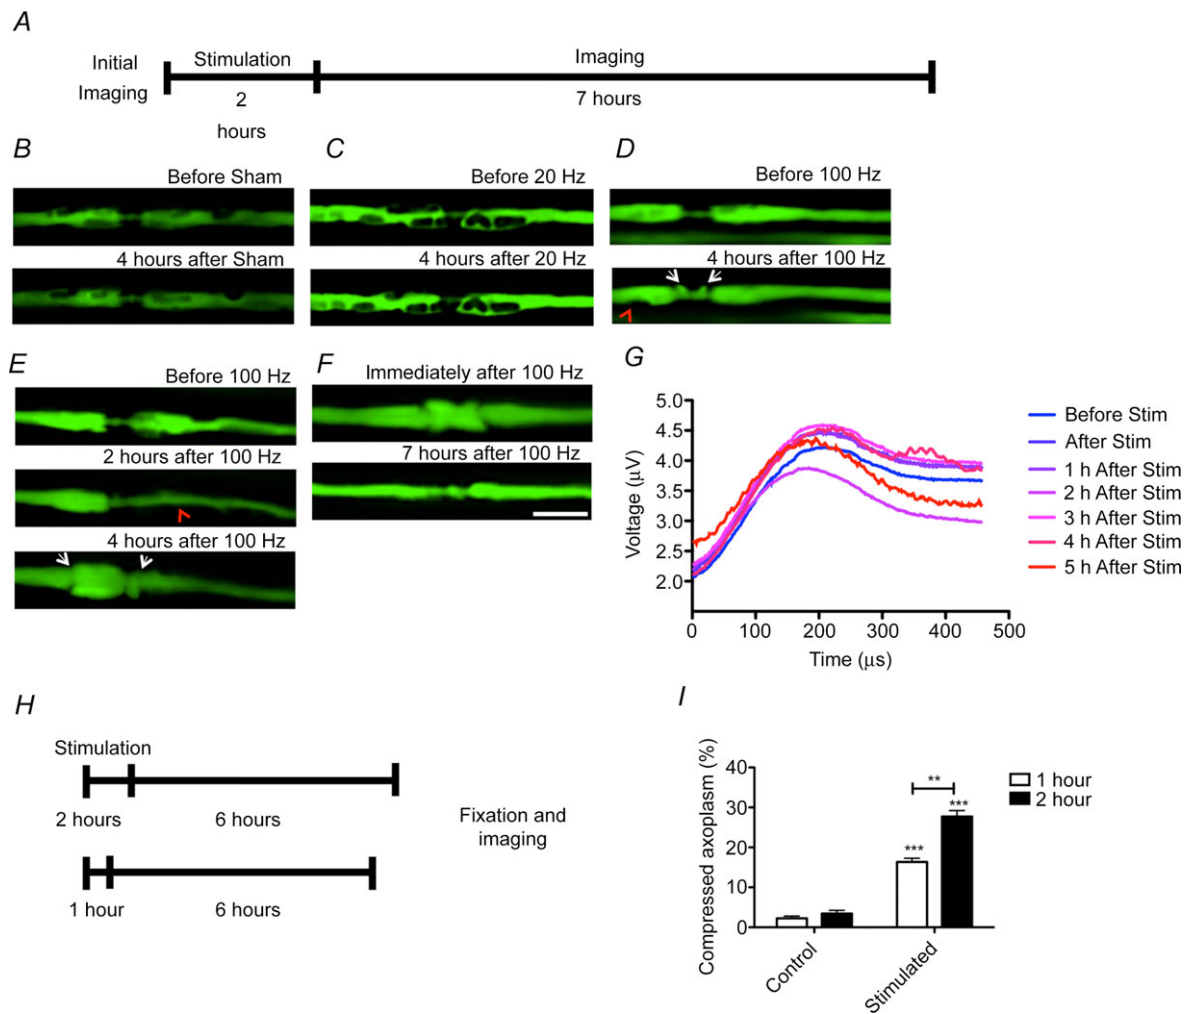 A
Initial
Imaging
Stimulation
2
hours
Imaging
7 hours
B
Before Sham
4 hours after Sham
C
Before 20 Hz
4 hours after 20 Hz
D
Before 100 Hz
4 hours after 100 Hz
E
Before 100 Hz
2 hours after 100 Hz
4 hours after 100 Hz
F
Immediately after 100 Hz
7 hours after 100 Hz
G
Voltage (μV)
5.0
4.5
4.0
3.5
3.0
2.5
2.0
0 100 200 300 400 500
Time (μs)
Before Stim
After Stim
1 h After Stim
2 h After Stim
3 h After Stim
4 h After Stim
5 h After Stim
H
Stimulation
2 hours 6 hours
1 hour 6 hours
Fixation and
imaging
I
Compressed axoplasm (%)
40
30
20
10
0
***
**
***
Control
Stimulated
1 hour
2 hour